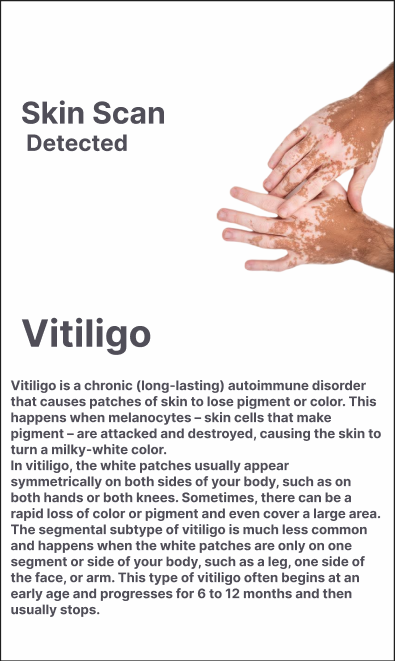 Skin Scan
Detected
Vitiligo
Vitiligo is a chronic (long-lasting) autoimmune disorder
that causes patches of skin to lose pigment or color. This
happens when melanocytes – skin cells that make
pigment – are attacked and destroyed, causing the skin to
turn a milky-white color.
In vitiligo, the white patches usually appear
symmetrically on both sides of your body, such as on
both hands or both knees. Sometimes, there can be a
rapid loss of color or pigment and even cover a large area.
The segmental subtype of vitiligo is much less common
and happens when the white patches are only on one
segment or side of your body, such as a leg, one side of
the face, or arm. This type of vitiligo often begins at an
early age and progresses for 6 to 12 months and then
usually stops.